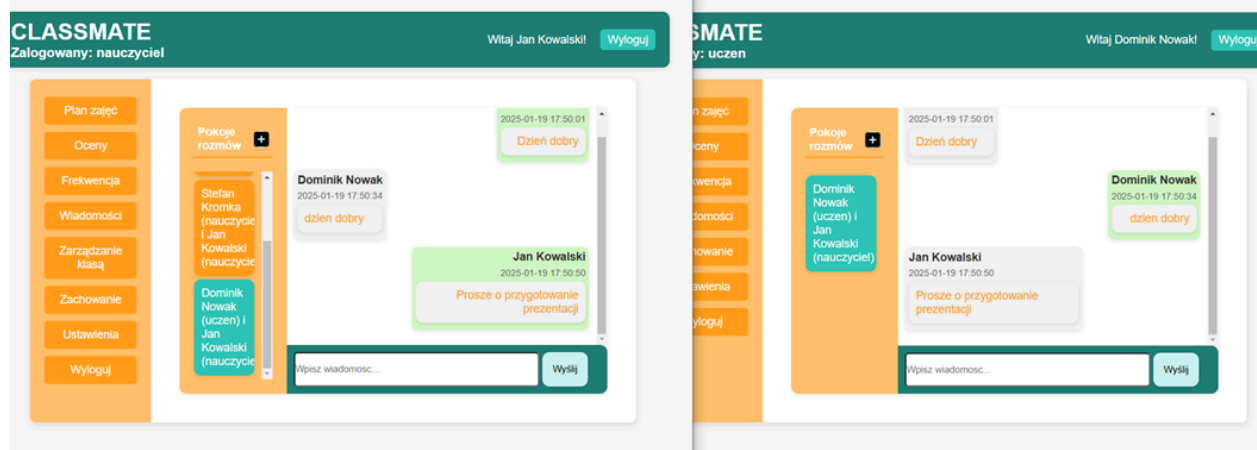 CLASSMATE
Zalogowany: nauczyciel
Witaj Jan Kowalski!
Wyloguj
Plan zajęć
Oceny
Frekwencja
Wiadomości
Zarządzanie
klasą
Zachowanie
Ustawienia
Wyloguj
Pokoje
rozmów
Stefan
Kromka
(nauczycie
i Jan
Kowalski
(nauczycie
Dominik
Nowak
(uczen) i
Jan
Kowalski
(nauczycie
2025-01-19 17:50:01
Dzień dobry
Dominik Nowak
2025-01-19 17:50:34
dzien dobry
Jan Kowalski
2025-01-19 17:50:50
Prosze o przygotowanie
prezentacji
Wpisz wiadomosc...
Wyślij
SMATE
y: uczen
Witaj Dominik Nowak!
Wylogu
n zajęć
ceny
wencja
domości
howanie
awienia
yloguj
Pokoje
rozmów
Dominik
Nowak
(uczen) i
Jan
Kowalski
(nauczyciel)
2025-01-19 17:50:01
Dzień dobry
Dominik Nowak
2025-01-19 17:50:34
dzien dobry
Jan Kowalski
2025-01-19 17:50:50
Prosze o przygotowanie
prezentacji
Wpisz wiadomosc...
Wyślij